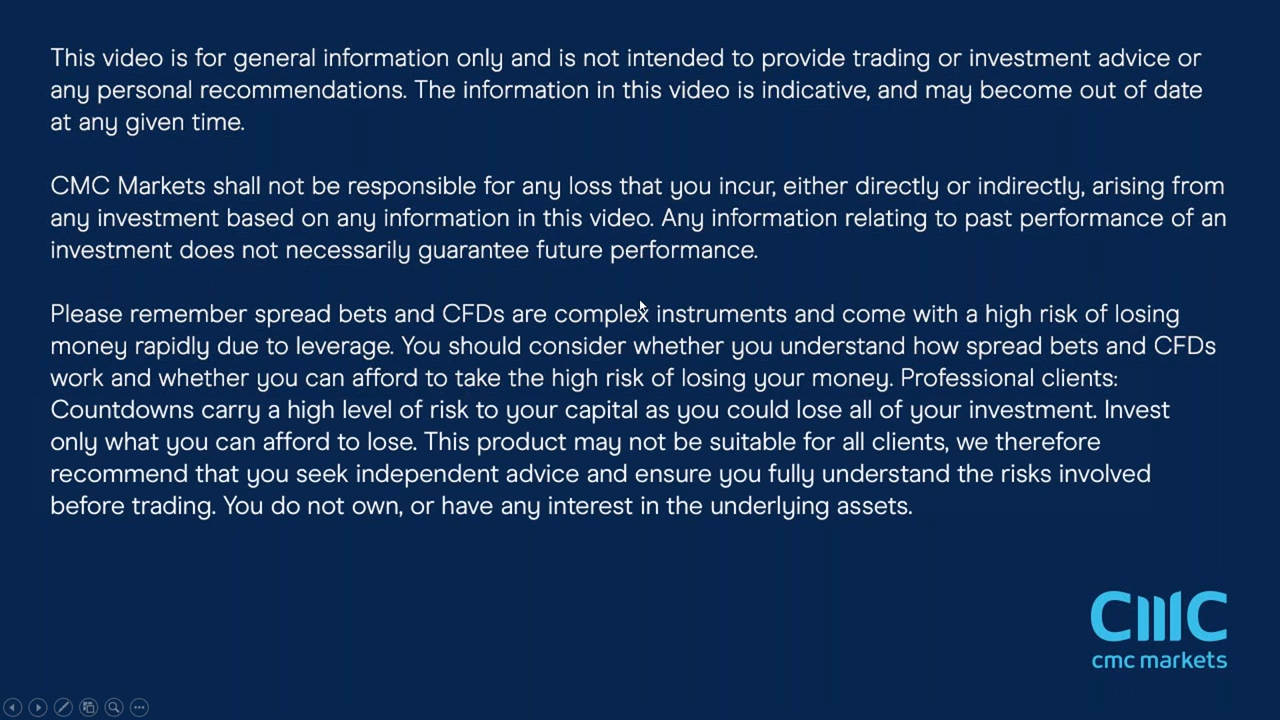 This video is for general information only and is not intended to provide trading or investment advice or
any personal recommendations. The information in this video is indicative, and may become out of date
at any given time.
CMC Markets shall not be responsible for any loss that you incur, either directly or indirectly, arising from
any investment based on any information in this video. Any information relating to past performance of an
investment does not necessarily guarantee future performance.
Please remember spread bets and CFDs are complex instruments and come with a high risk of losing
money rapidly due to leverage. You should consider whether you understand how spread bets and CFDs
work and whether you can afford to take the high risk of losing your money. Professional clients:
Countdowns carry a high level of risk to your capital as you could lose all of your investment. Invest
only what you can afford to lose. This product may not be suitable for all clients, we therefore
recommend that you seek independent advice and ensure you fully understand the risks involved
before trading. You do not own, or have any interest in the underlying assets.
CMC
cmc markets